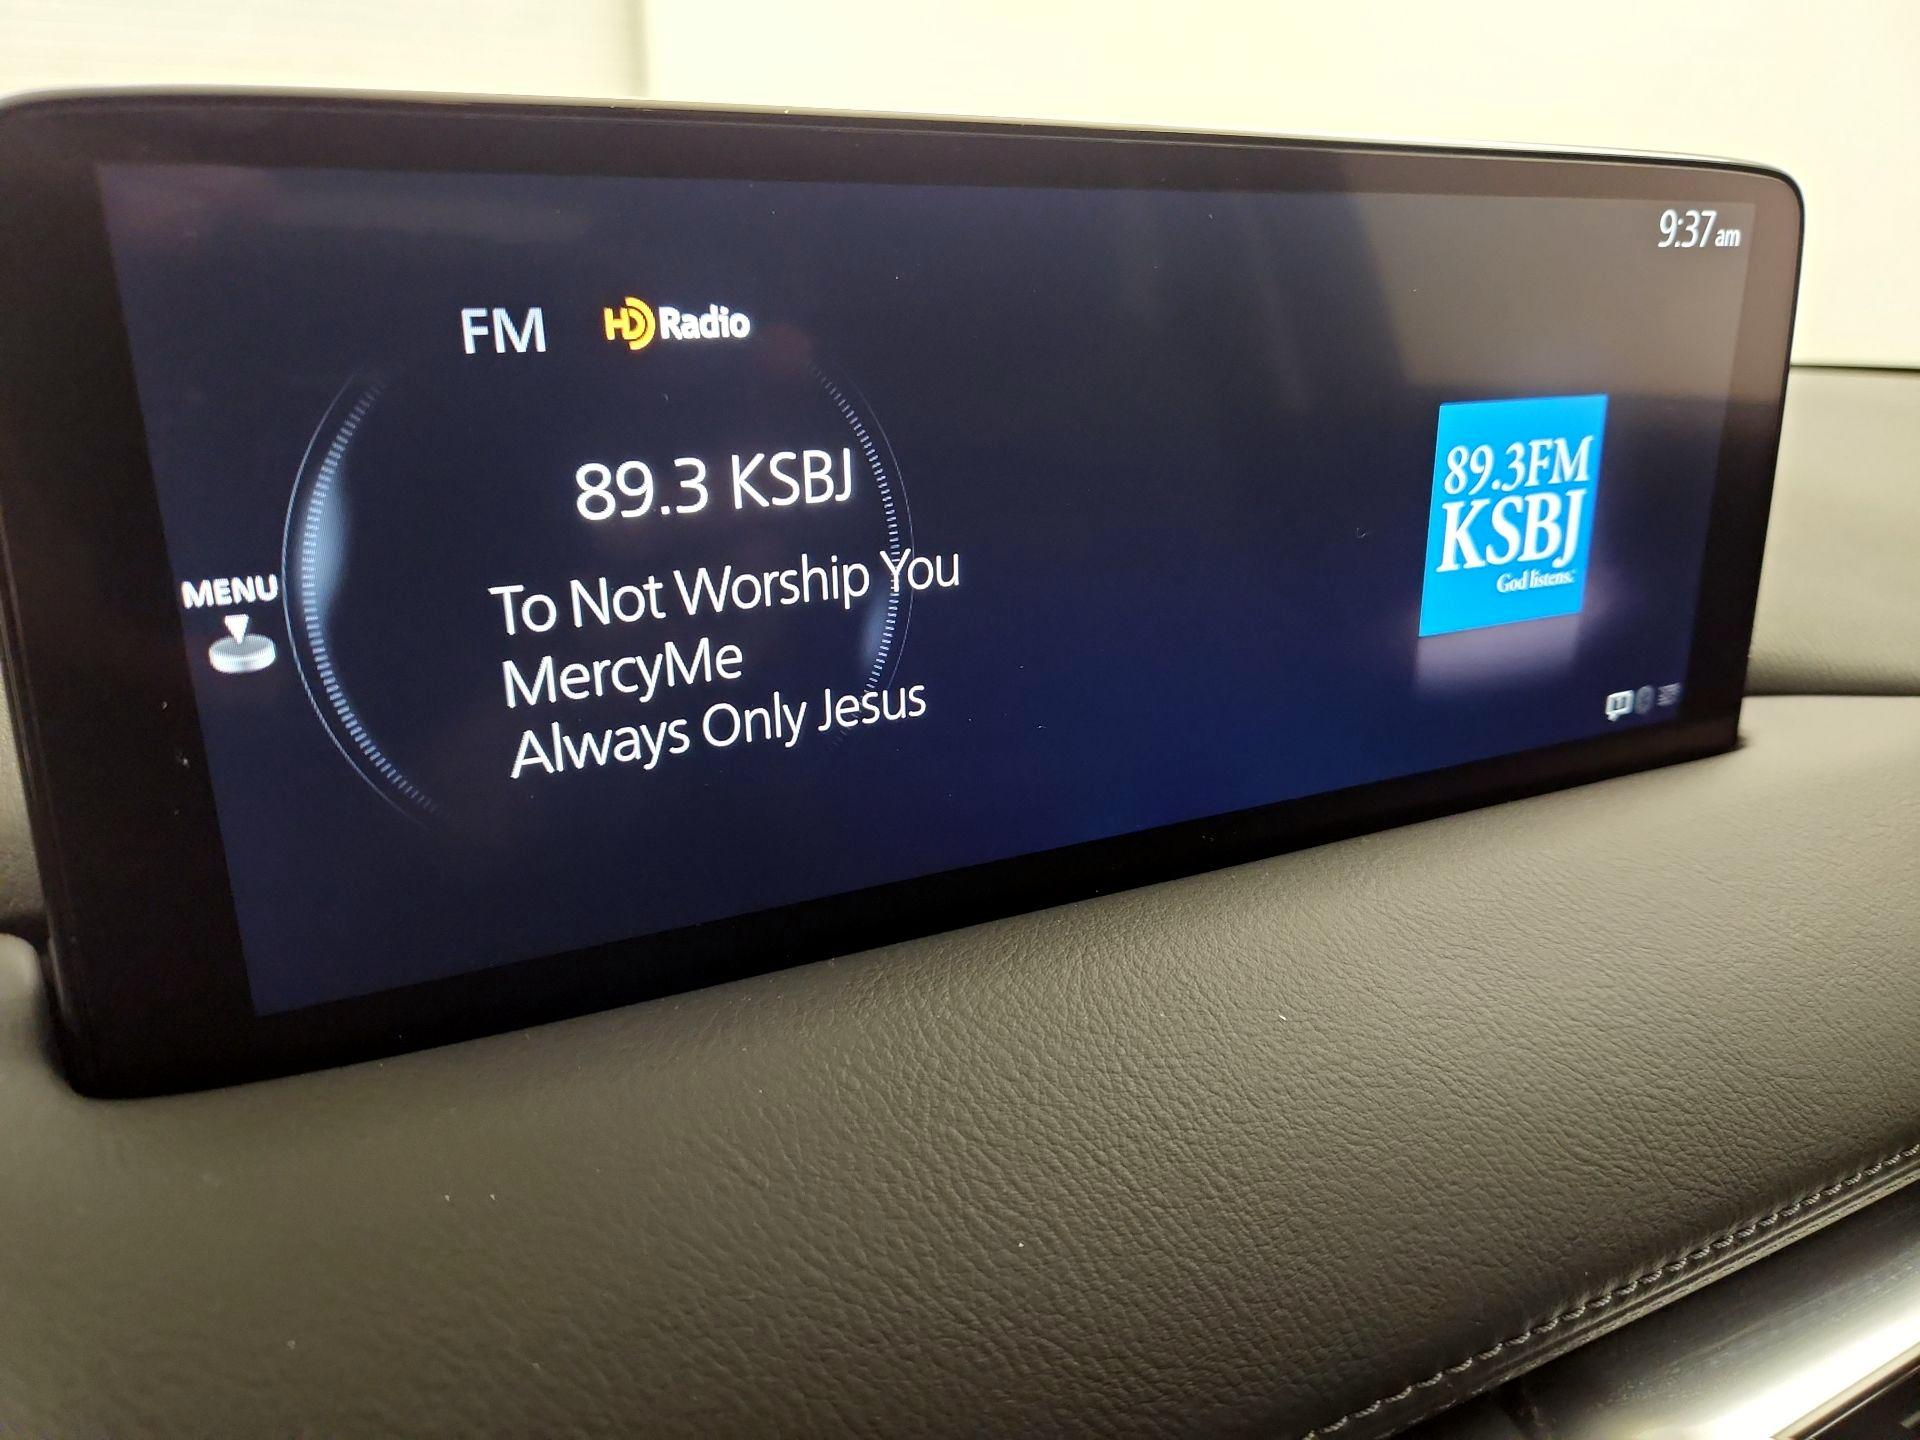 9:37 am
FM HD Radio
89.3 KSBJ
To Not Worship You
MercyMe
Always Only Jesus
MENU
89.3FM
KSBJ
God listens.